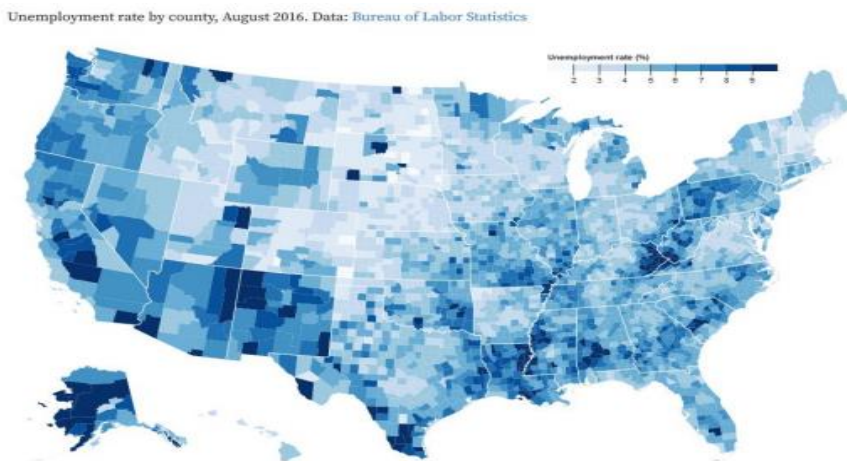 Unemployment rate by county, August 2016. Data: Bureau of Labor Statistics
Unemployment rate (%)
2 3 4 5 6 7 8 9